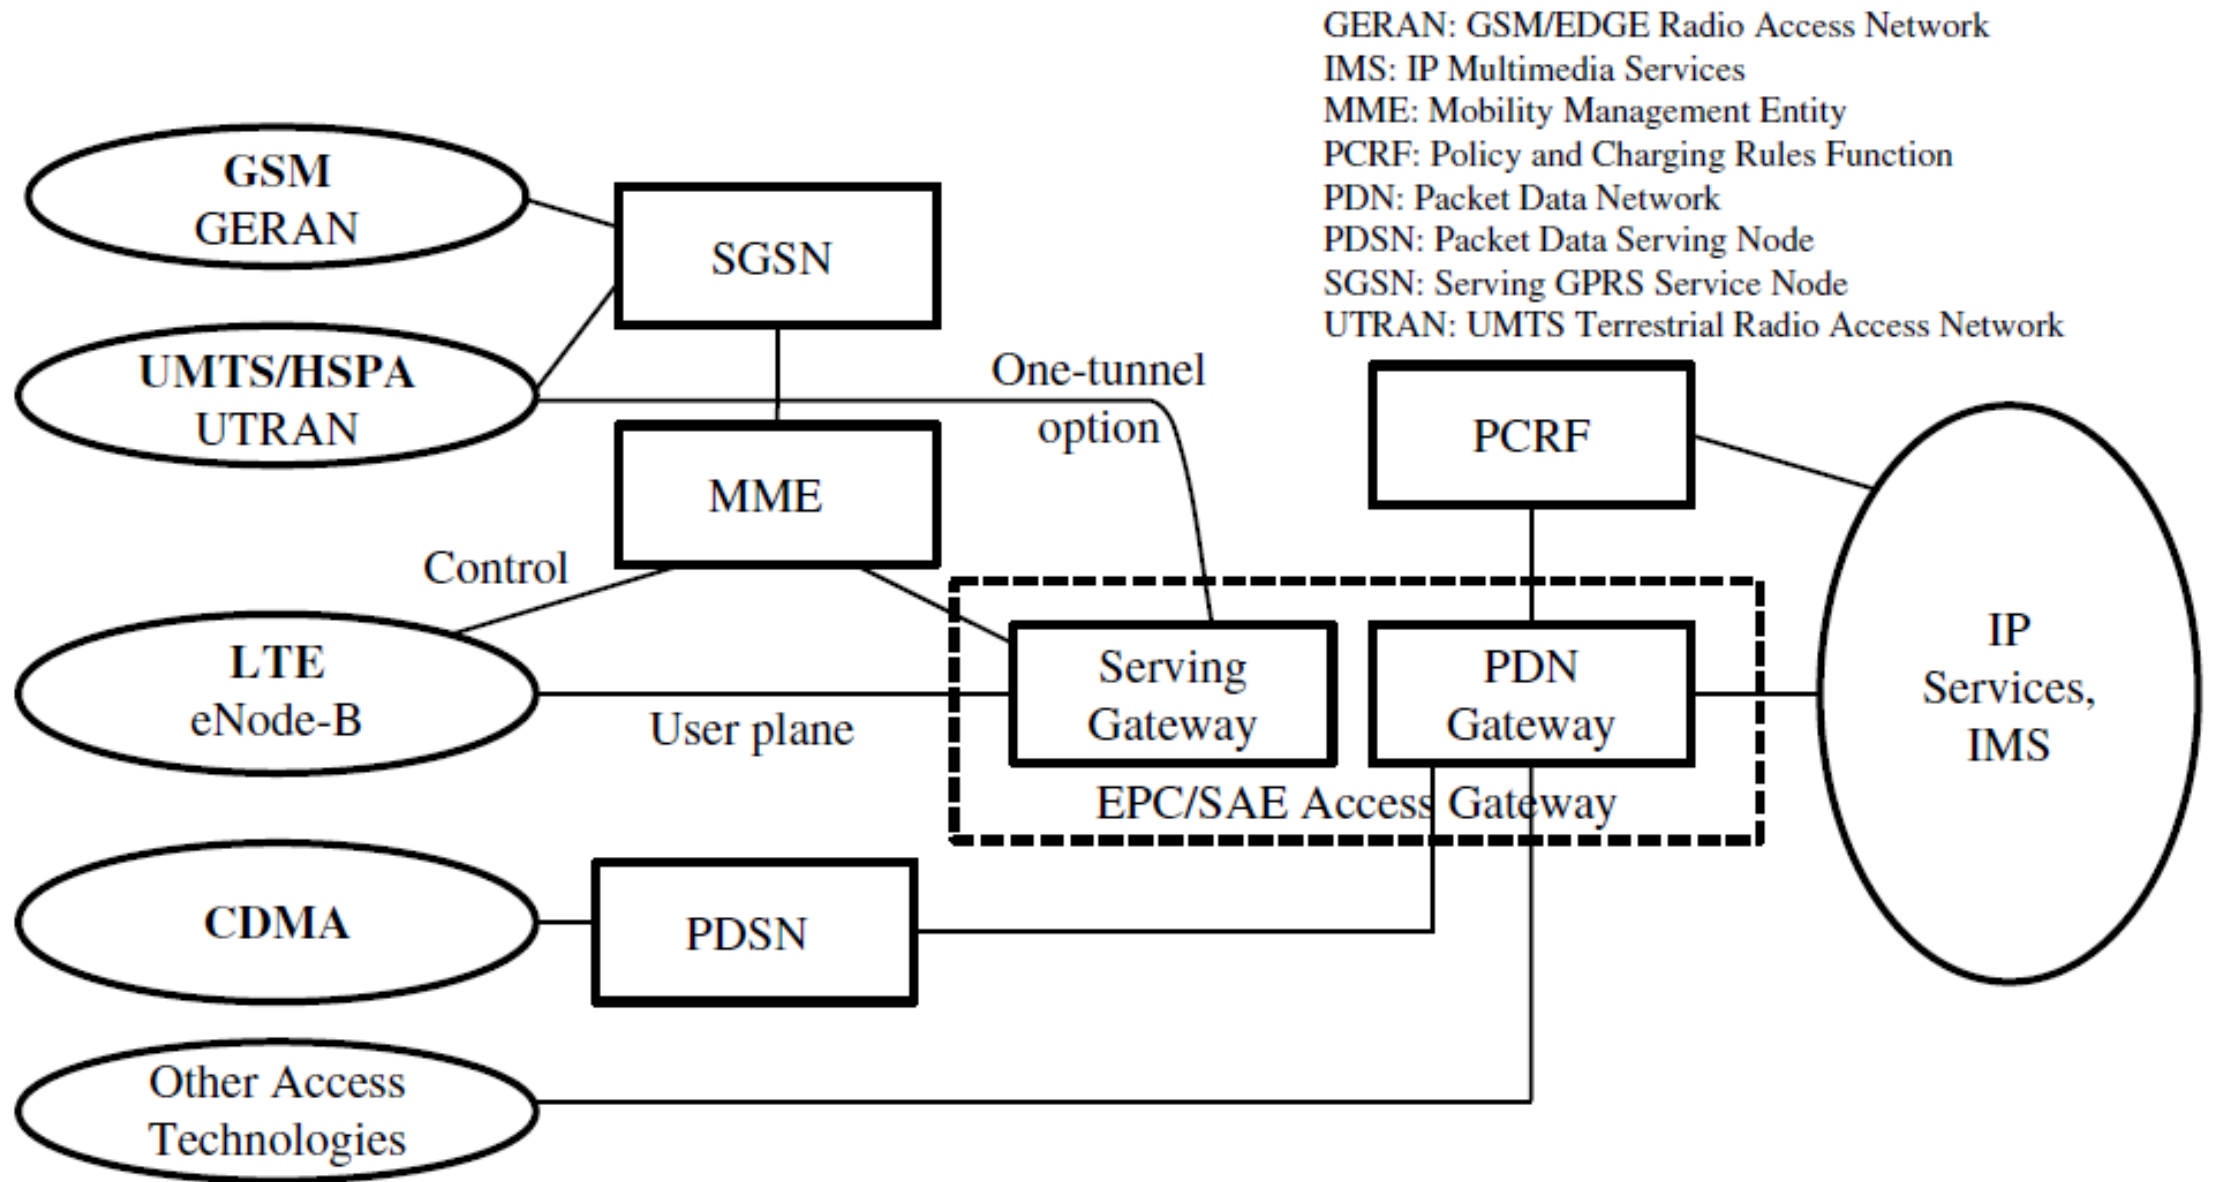 GERAN: GSM/EDGE Radio Access Network
IMS: IP Multimedia Services
MME: Mobility Management Entity
PCRF: Policy and Charging Rules Function
PDN: Packet Data Network
PDSN: Packet Data Serving Node
SGSN: Serving GPRS Service Node
UTRAN: UMTS Terrestrial Radio Access Network
GSM
GERAN
SGSN
UMTS/HSPA
UTRAN
One-tunnel
option
PCRF
MME
Control
LTE
eNode-B
User plane
Serving
Gateway
PDN
Gateway
EPC/SAE Access Gateway
IP
Services,
IMS
CDMA
PDSN
Other Access
Technologies